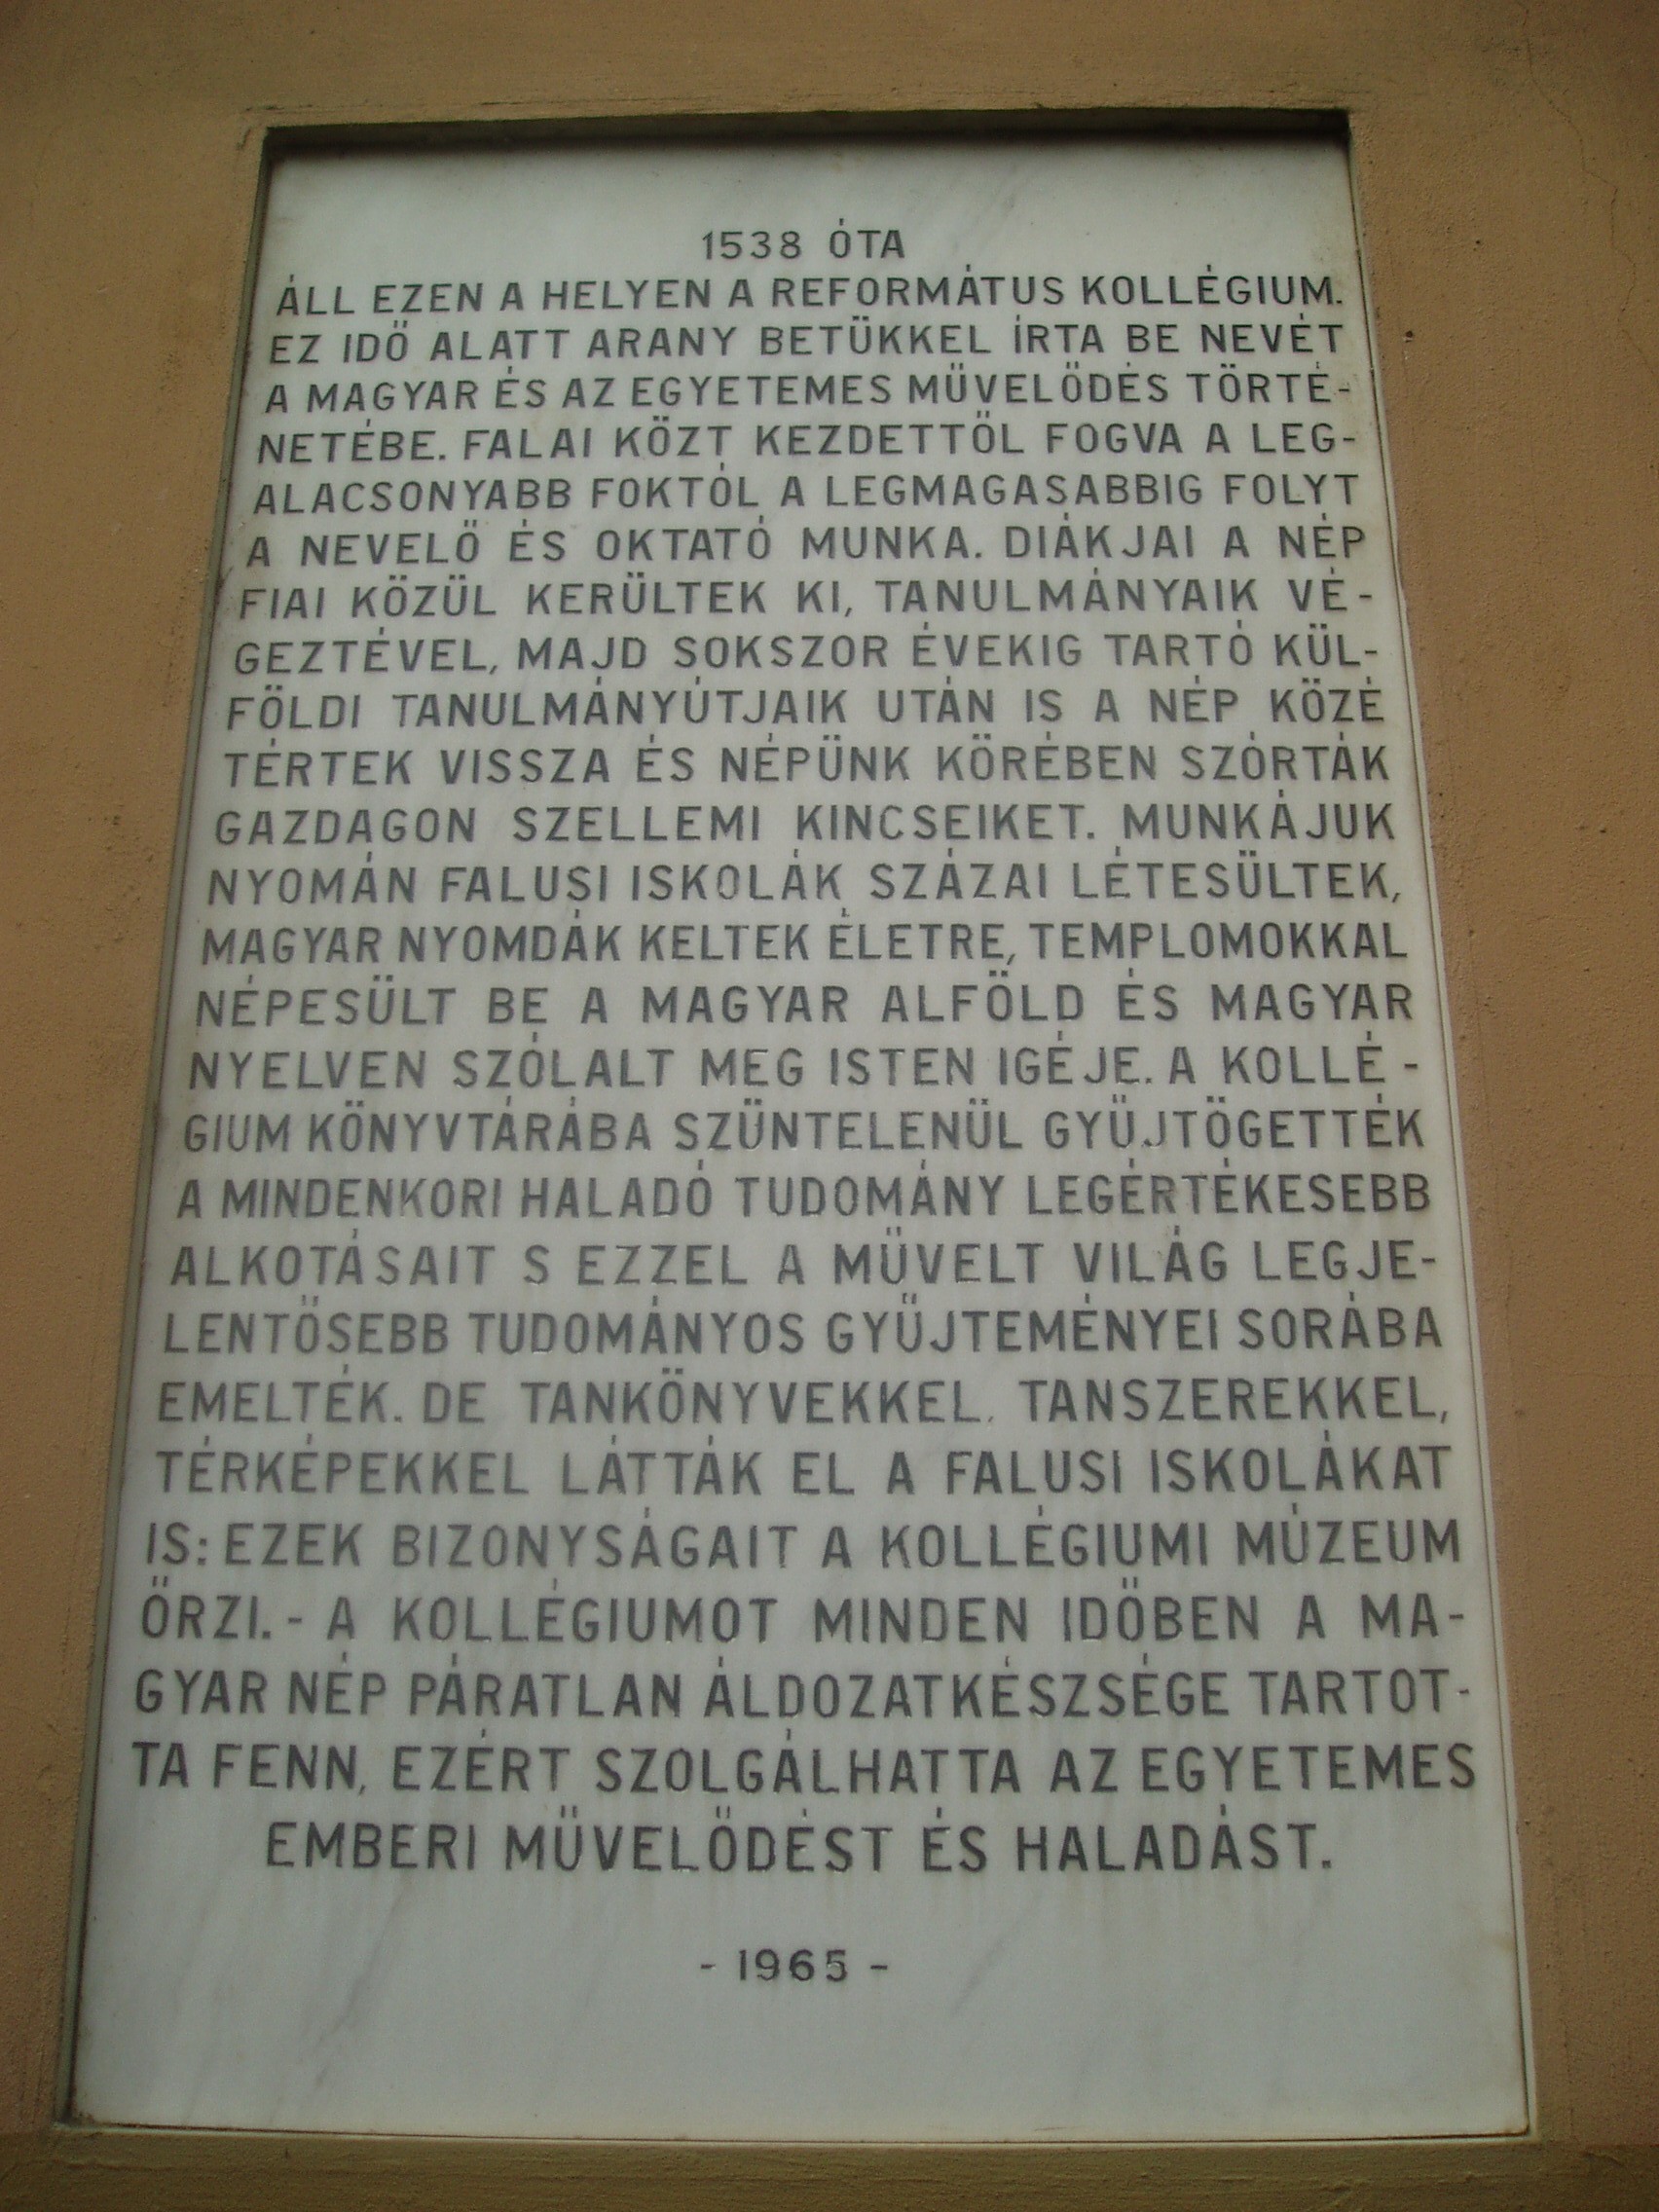 1538 ÓTA
ÁLL EZEN A HELYEN A REFORMÁTUS KOLLÉGIUM.
EZ IDŐ ALATT ARANY BETÜKKEL ÍRTA BE NEVÉT
A MAGYAR ÉS AZ EGYETEMES MÜVELŐDÉS TÖRTÉ-
NETÉBE. FALAI KÖZT KEZDETTŐL FOGVA A LEG-
ALACSONYABB FOKTÓL A LEGMAGASABBIG FOLYT
A NEVELŐ ÉS OKTATÓ MUNKA. DIÁKJAI A NÉP
FIAI KÖZÜL KERÜLTEK KI, TANULMÁNYAIK VÉ-
GEZTÉVEL, MAJD SOKSZOR ÉVEKIG TARTÓ KÜL-
FÖLDI TANULMÁNYÚTJAIK UTÁN IS A NÉP KÖZÉ
TÉRTEK VISSZA ÉS NÉPÜNK KÖRÉBEN SZÓRTÁK
GAZDAGON SZELLEMI KINCSEIKET. MUNKÁJUK
NYOMÁN FALUSI ISKOLÁK SZÁZAI LÉTESÜLTEK,
MAGYAR NYOMDÁK KELTEK ÉLETRE, TEMPLOMOKKAL
NÉPESÜLT BE A MAGYAR ALFÖLD ÉS MAGYAR
NYELVEN SZÓLALT MEG ISTEN IGÉJE. A KOLLÉ-
GIUM KÖNYVTÁRÁBA SZÜNTELENÜL GYŰJTÖGETTÉK
A MINDENKORI HALADÓ TUDOMÁNY LEGÉRTÉKESEBB
ALKOTÁSAIT S EZZEL A MÜVELT VILÁG LEGJE-
LENTŐSEBB TUDOMÁNYOS GYŰJTEMÉNYEI SORÁBA
EMELTÉK. DE TANKÖNYVEKKEL, TANSZEREKKEL,
TÉRKÉPEKKEL LÁTTÁK EL A FALUSI ISKOLÁKAT
IS: EZEK BIZONYSÁGAIT A KOLLÉGIUMI MÚZEUM
ŐRZI. - A KOLLÉGIUMOT MINDEN IDŐBEN A MA-
GYAR NÉP PÁRATLAN ÁLDOZATKÉSZSÉGE TARTOT-
TA FENN, EZÉRT SZOLGÁLHATTA AZ EGYETEMES
EMBERI MÜVELŐDÉST ÉS HALADÁST.
- 1965 -